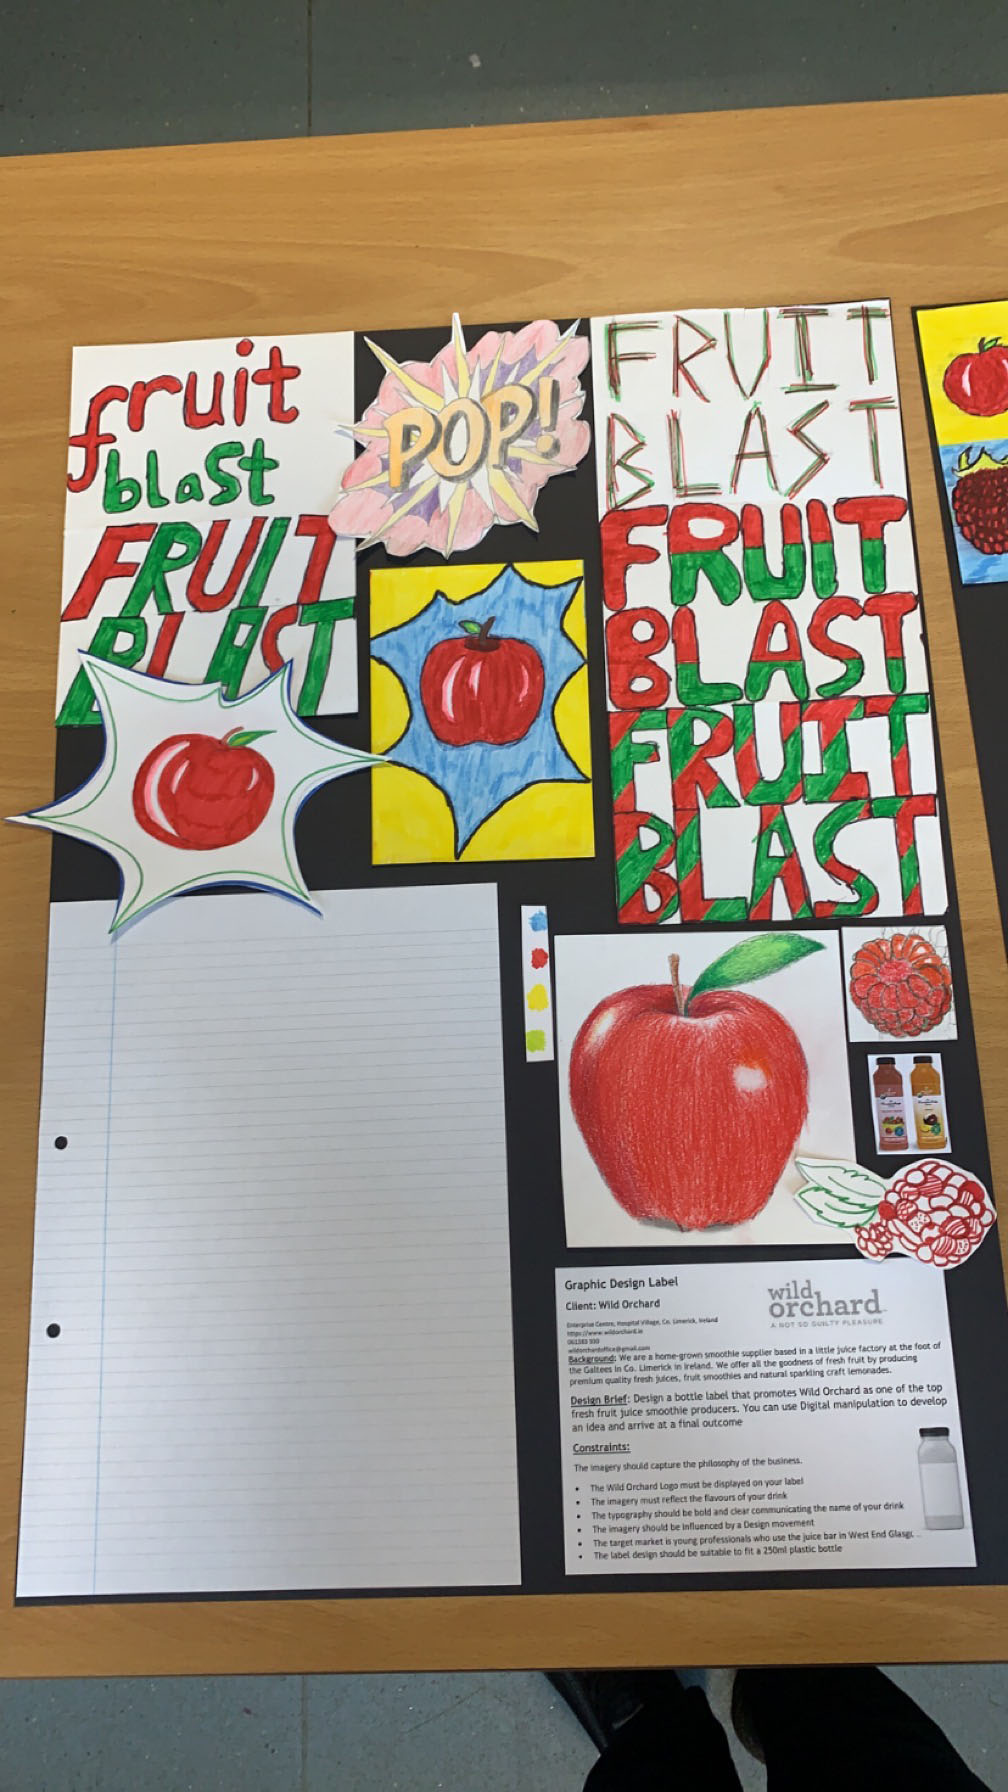 fruit
blast
FRUIT
BLAST
POP!
FRUIT
BLAST
FRUIT
BLAST
FRUIT
BLAST
Graphic Design Label
Client: Wild Orchard
wild
orchard
A NOT SO GUILTY PLEASURE
Enterprise Centre, Hospital Village, Co. Limerick, Ireland
https://www.wildorchard.ie
061383 930
wildorchardoffice@gmail.com
Background: We are a home-grown smoothie supplier based in a little juice factory at the foot of
the Galtees in Co. Limerick in Ireland. We offer all the goodness of fresh fruit by producing
premium quality fresh juices, fruit smoothies and natural sparkling craft lemonades.
Design Brief: Design a bottle label that promotes Wild Orchard as one of the top
fresh fruit juice smoothie producers. You can use Digital manipulation to develop
an idea and arrive at a final outcome
Constraints:
The imagery should capture the philosophy of the business.
• The Wild Orchard Logo must be displayed on your label
• The imagery must reflect the flavours of your drink
• The typography should be bold and clear communicating the name of your drink
• The imagery should be influenced by a Design movement
• The target market is young professionals who use the juice bar in West End
• The label design should be suitable to fit a 250ml plastic bottle